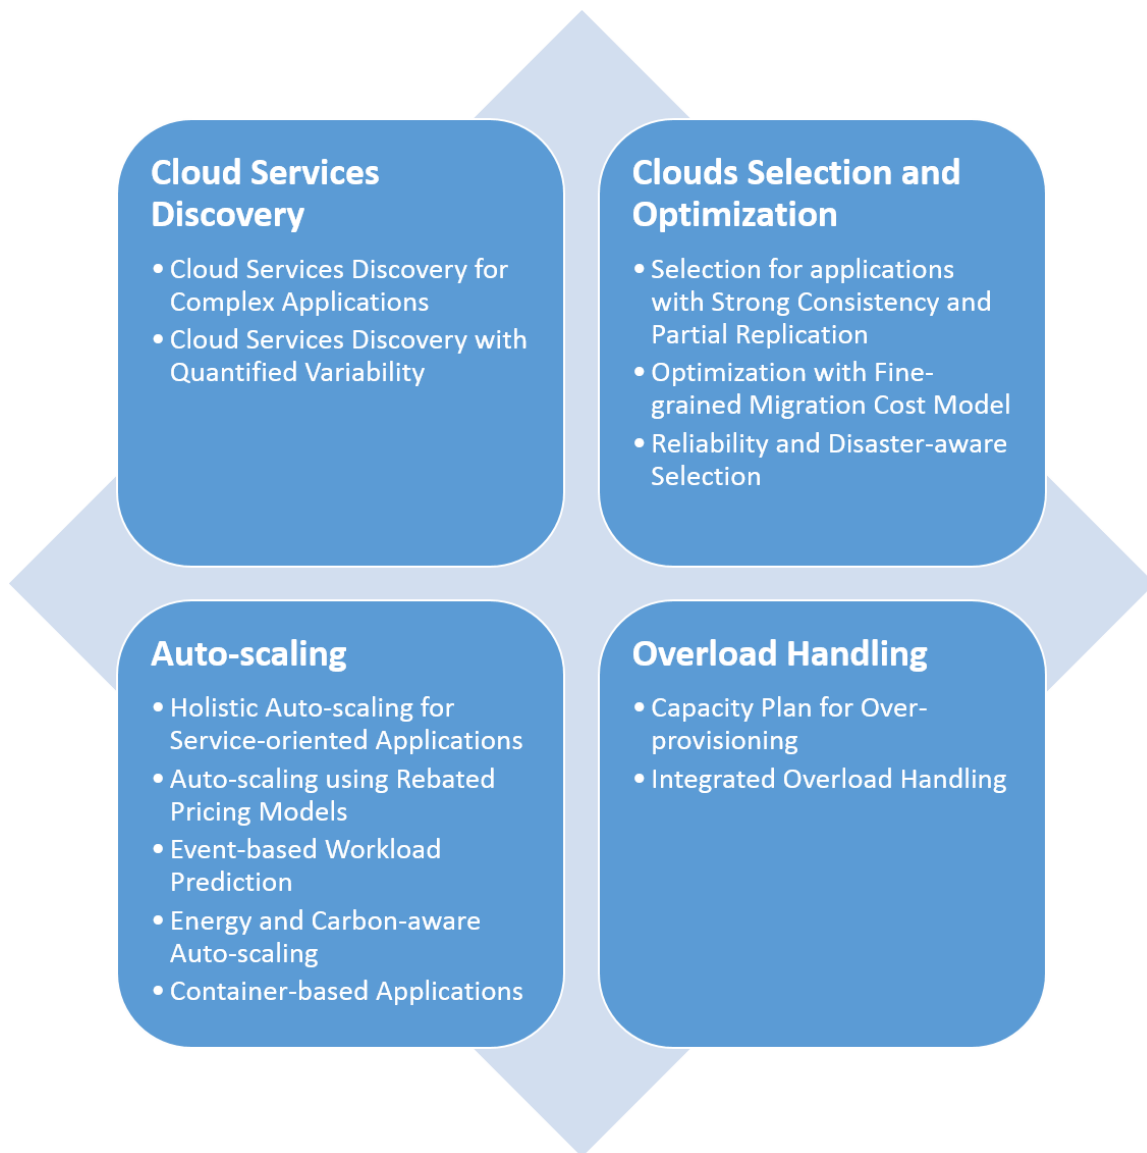 Cloud Services
Discovery
• Cloud Services Discovery for
Complex Applications
• Cloud Services Discovery with
Quantified Variability
Clouds Selection and
Optimization
• Selection for applications
with Strong Consistency and
Partial Replication
• Optimization with Fine-
grained Migration Cost Model
• Reliability and Disaster-aware
Selection
Auto-scaling
• Holistic Auto-scaling for
Service-oriented Applications
• Auto-scaling using Rebated
Pricing Models
• Event-based Workload
Prediction
• Energy and Carbon-aware
Auto-scaling
• Container-based Applications
Overload Handling
• Capacity Plan for Over-
provisioning
• Integrated Overload Handling